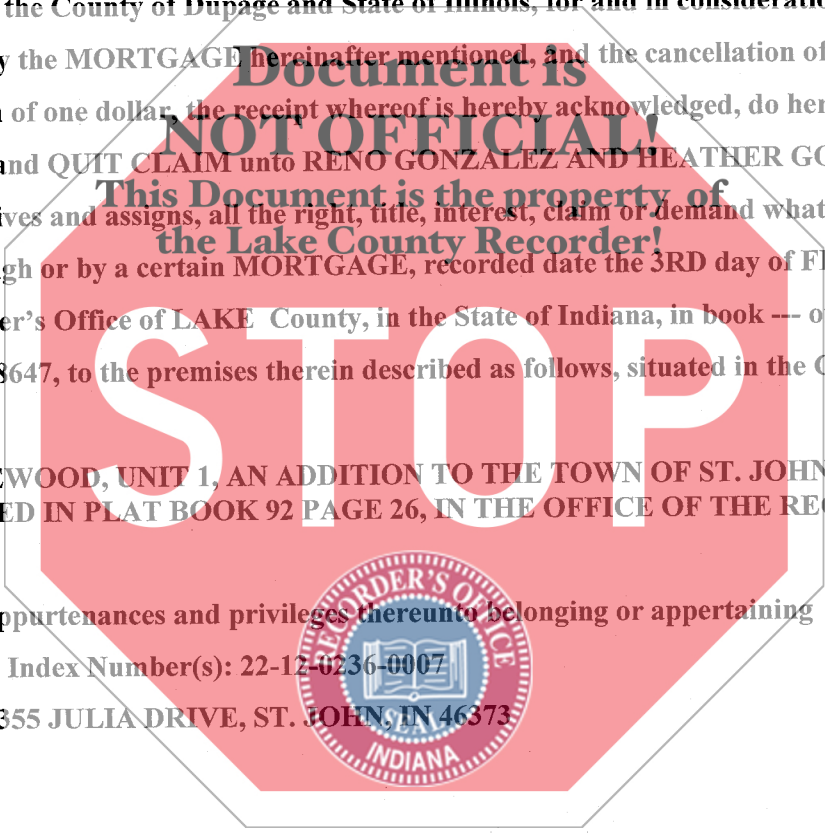 the County of Dupage and State of Illinois, for and in consideratio
y the MORTGAGE hereinafter mentioned, and the cancellation of
Document is
of one dollar, the receipt whereof is hereby acknowledged, do her
NOT OFFICIAL!
and QUIT CLAIM unto RENO GONZALEZ AND HEATHER GO
This Document is the property of
ives and assigns, all the right, title, interest, claim or demand what
the Lake County Recorder!
gh or by a certain MORTGAGE, recorded date the 3RD day of
er's Office of LAKE County, in the State of Indiana, in book ---
8647, to the premises therein described as follows, situated in the
STOP
EWOOD, UNIT 1, AN ADDITION TO THE TOWN OF ST. JOHN
ED IN PLAT BOOK 92 PAGE 26, IN THE OFFICE OF THE REC
RECORDER'S OFFICE
ppurtenances and privileges thereunto belonging or appertaining
Index Number(s): 22-12-0236-0007
355 JULIA DRIVE, ST. JOHN, IN 46373
SEAL
INDIANA